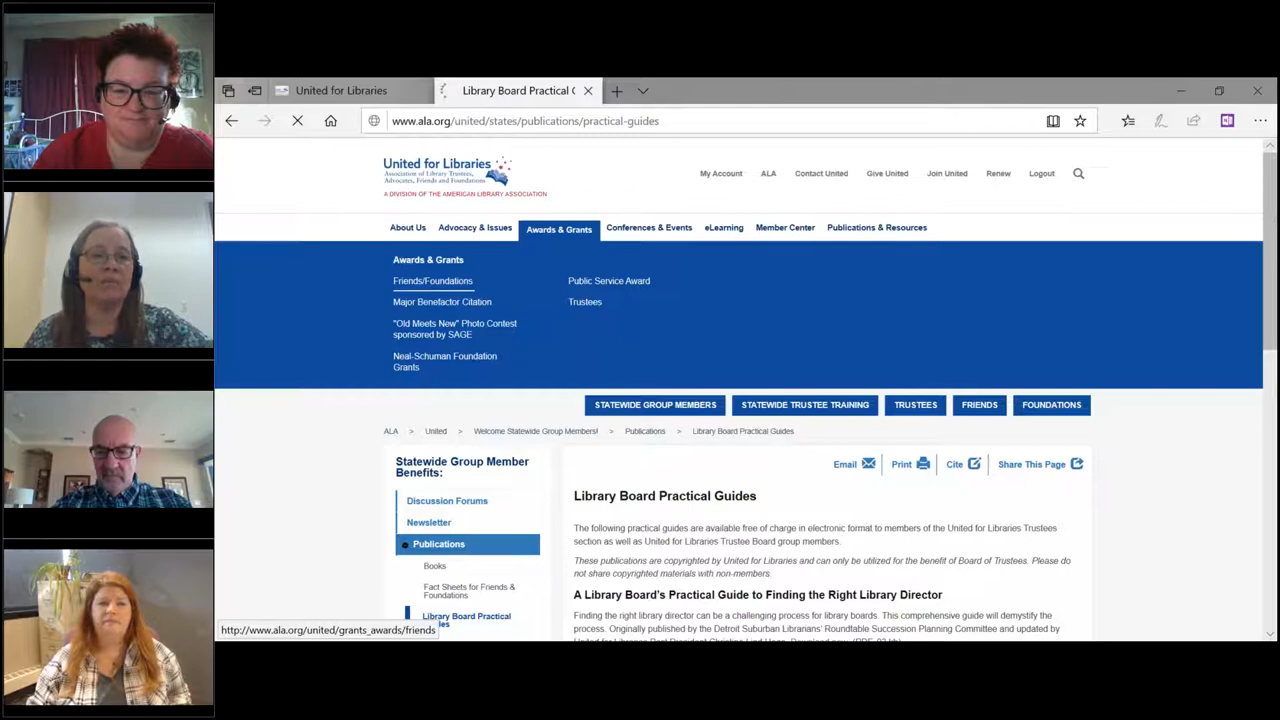 United for Libraries
Library Board Practical G
www.ala.org/united/states/publications/practical-guides
United for Libraries
Association of Library Trustees,
Advocates, Friends and Foundations
A DIVISION OF THE AMERICAN LIBRARY ASSOCIATION
My Account ALA Contact United Give United Join United Renew Logout
About Us Advocacy & Issues Awards & Grants Conferences & Events eLearning Member Center Publications & Resources
Awards & Grants
Friends/Foundations Public Service Award
Major Benefactor Citation Trustees
"Old Meets New" Photo Contest
sponsored by SAGE
Neal-Schuman Foundation
Grants
STATEWIDE GROUP MEMBERS STATEWIDE TRUSTEE TRAINING TRUSTEES FRIENDS FOUNDATIONS
ALA > United > Welcome Statewide Group Members! > Publications > Library Board Practical Guides
Statewide Group Member
Benefits:
Discussion Forums
Newsletter
Publications
Books
Fact Sheets for Friends &
Foundations
Library Board Practical
Email Print Cite Share This Page
Library Board Practical Guides
The following practical guides are available free of charge in electronic format to members of the United for Libraries Trustees
section as well as United for Libraries Trustee Board group members.
These publications are copyrighted by United for Libraries and can only be utilized for the benefit of Board of Trustees. Please do
not share copyrighted materials with non-members.
A Library Board's Practical Guide to Finding the Right Library Director
Finding the right library director can be a challenging process for library boards. This comprehensive guide will demystify the
process. Originally published by the Detroit Suburban Librarians' Roundtable Succession Planning Committee and updated by
http://www.ala.org/united/grants_awards/friends